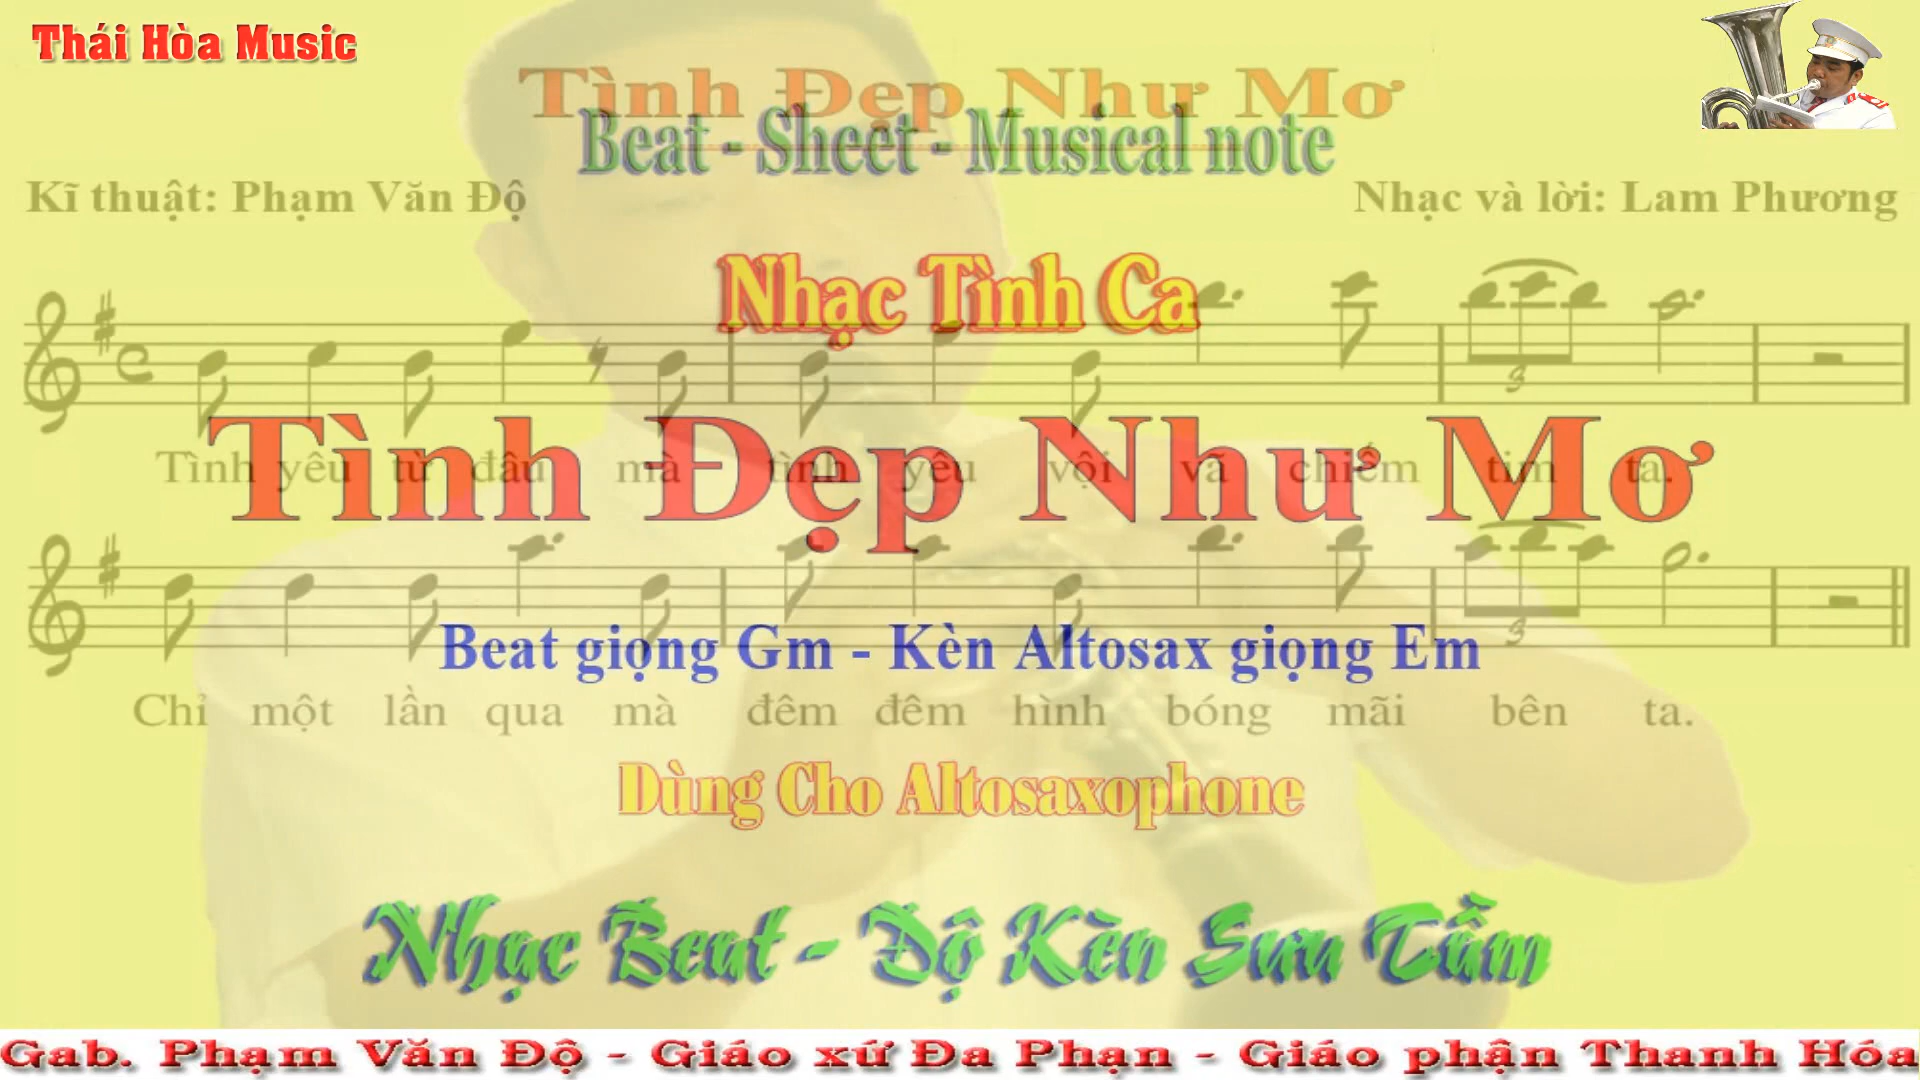 Thái Hòa Music
Tình Đẹp Như Mơ
Beat - Sheet - Musical note
Kĩ thuật: Phạm Văn Độ
Nhạc và lời: Lam Phương
Nhạc Tình Ca
3
Tình yêu từ đâu mà tình yêu vội vã chiếm tim ta.
Tình Đẹp Như Mơ
3
Beat giọng Gm - Kèn Altosax giọng Em
Chỉ một lần qua mà đêm đêm hình bóng mãi bên ta.
Dùng Cho Altosaxophone
Nhạc Beat - Độ Kèn Sưu Tầm
Gab. Phạm Văn Độ - Giáo xứ Đa Phạn - Giáo phận Thanh Hóa